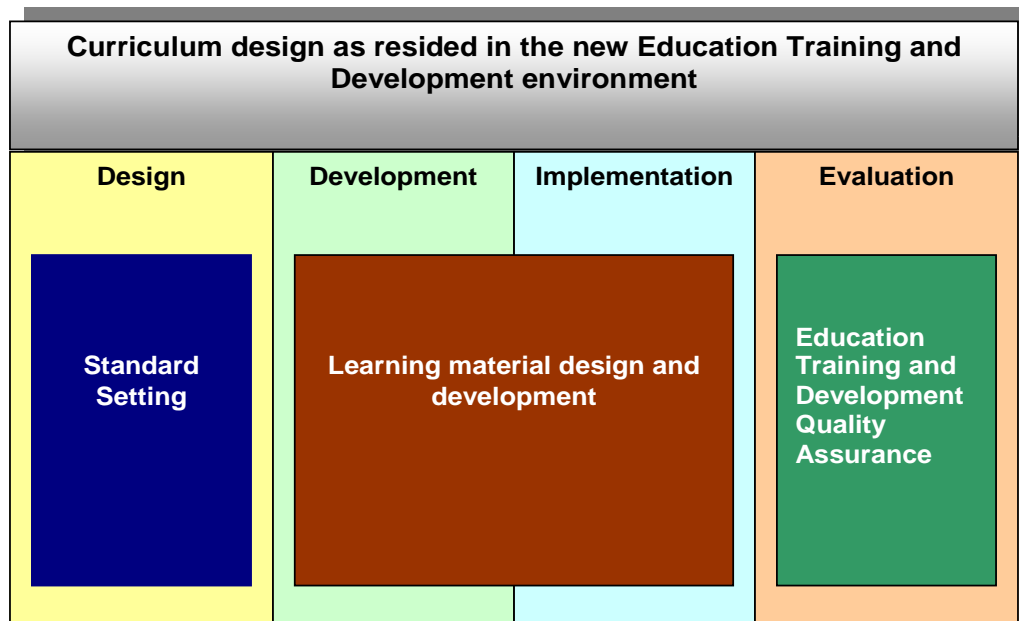 Curriculum design as resided in the new Education Training and
Development environment
Design
Development
Implementation
Evaluation
Standard
Setting
Learning material design and
development
Education
Training and
Development
Quality
Assurance